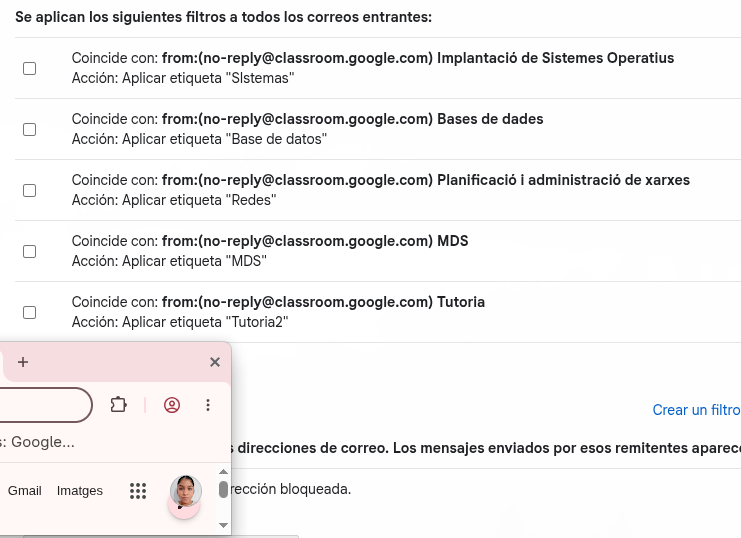 Se aplican los siguientes filtros a todos los correos entrantes:
Coincide con: from:(no-reply@classroom.google.com) Implantació de Sistemes Operatius
Acción: Aplicar etiqueta "SIstemas"
Coincide con: from:(no-reply@classroom.google.com) Bases de dades
Acción: Aplicar etiqueta "Base de datos"
Coincide con: from:(no-reply@classroom.google.com) Planificació i administració de xarxes
Acción: Aplicar etiqueta "Redes"
Coincide con: from:(no-reply@classroom.google.com) MDS
Acción: Aplicar etiqueta "MDS"
Coincide con: from:(no-reply@classroom.google.com) Tutoria
Acción: Aplicar etiqueta "Tutoria2"
Crear un filtro
s: Google...
s direcciones de correo. Los mensajes enviados por esos remitentes aparec
Gmail Imatges
rección bloqueada.